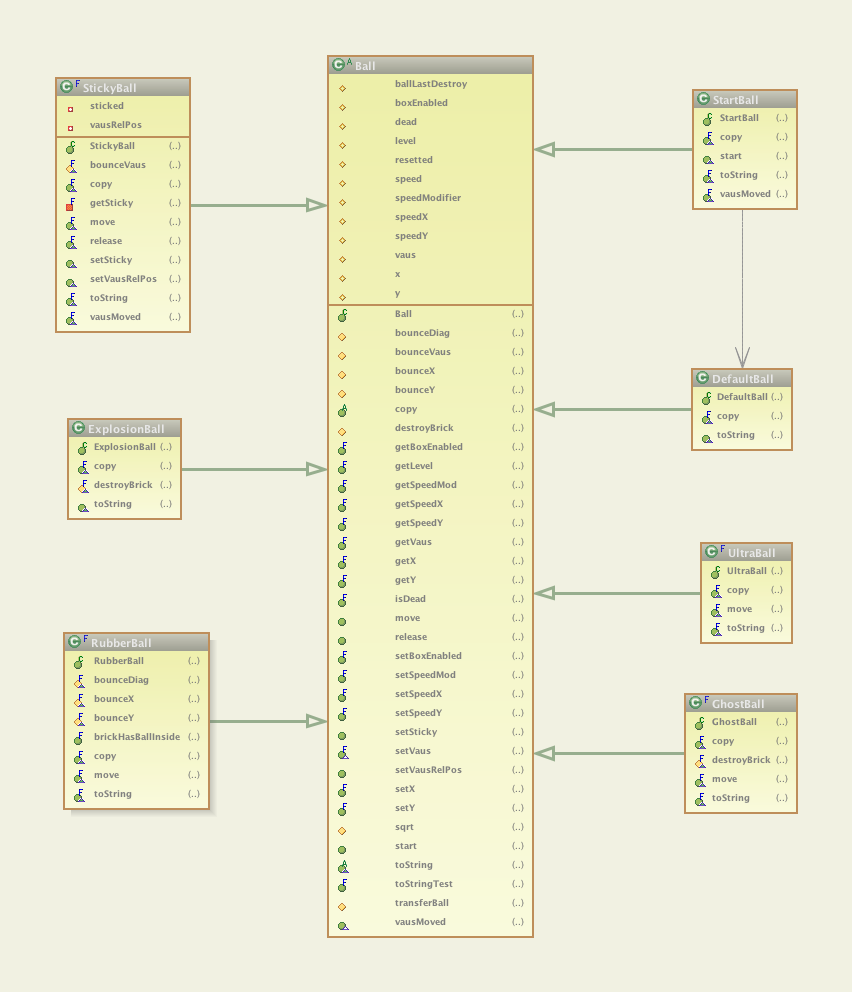 StickyBall
sticked
vausRelPos
StickyBall (..)
bounceVaus (..)
copy (..)
getSticky (..)
move (..)
release (..)
setSticky (..)
setVausRelPos (..)
toString (..)
vausMoved (..)
ExplosionBall
ExplosionBall (..)
copy (..)
destroyBrick (..)
toString (..)
RubberBall
RubberBall (..)
bounceDiag (..)
bounceX (..)
bounceY (..)
brickHasBallInside (..)
copy (..)
move (..)
toString (..)
Ball
ballLastDestroy
boxEnabled
dead
level
resetted
speed
speedModifier
speedX
speedY
vaus
x
y
Ball (..)
bounceDiag (..)
bounceVaus (..)
bounceX (..)
bounceY (..)
copy (..)
destroyBrick (..)
getBoxEnabled (..)
getLevel (..)
getSpeedMod (..)
getSpeedX (..)
getSpeedY (..)
getVaus (..)
getX (..)
getY (..)
isDead (..)
move (..)
release (..)
setBoxEnabled (..)
setSpeedMod (..)
setSpeedX (..)
setSpeedY (..)
setSticky (..)
setVaus (..)
setVausRelPos (..)
setX (..)
setY (..)
sqrt (..)
start (..)
toString (..)
toStringTest (..)
transferBall (..)
vausMoved (..)
StartBall
StartBall (..)
copy (..)
start (..)
toString (..)
vausMoved (..)
DefaultBall
DefaultBall (..)
copy (..)
toString (..)
UltraBall
UltraBall (..)
copy (..)
move (..)
toString (..)
GhostBall
GhostBall (..)
copy (..)
destroyBrick (..)
move (..)
toString (..)